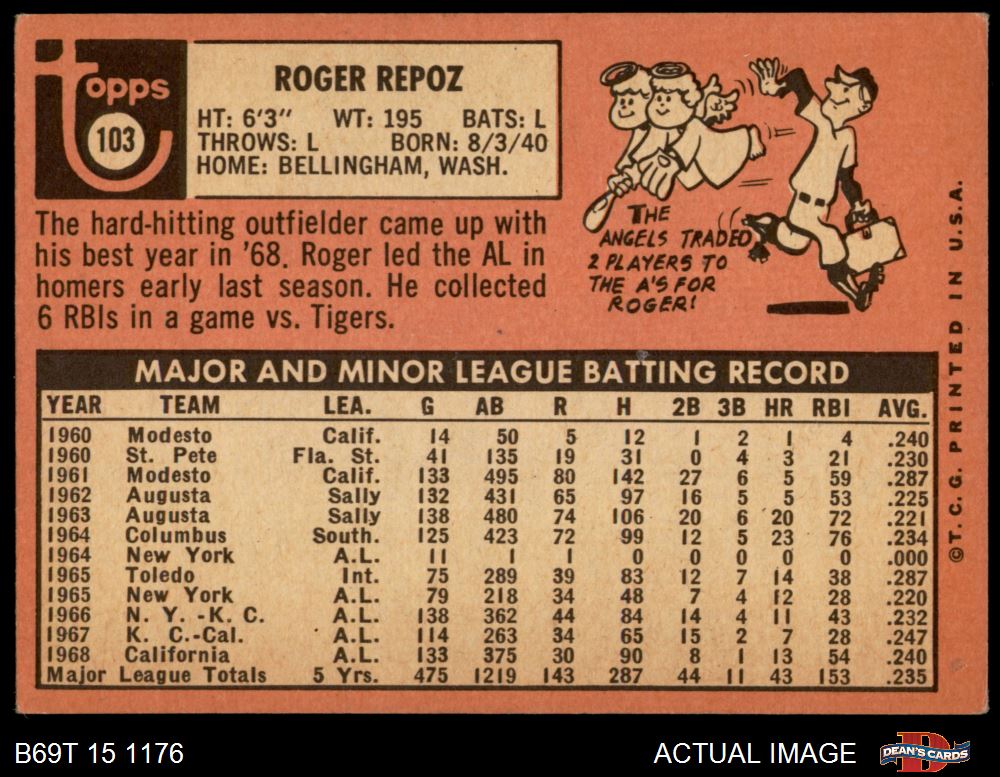 Topps
103
ROGER REPOZ
HT: 6'3" WT: 195 BATS: L
THROWS: L BORN: 8/3/40
HOME: BELLINGHAM, WASH.
The hard-hitting outfielder came up with
his best year in '68. Roger led the AL in
homers early last season. He collected
6 RBIs in a game vs. Tigers.
THE
ANGELS TRADED
2 PLAYERS TO
THE A'S FOR
ROGER!
MAJOR AND MINOR LEAGUE BATTING RECORD
YEAR TEAM LEA. G AB R H 2B 3B HR RBI AVG.
1960 Modesto Calif. 14 50 5 12 1 2 1 4 .240
1960 St. Pete Fla. St. 41 135 19 31 0 4 3 21 .230
1961 Modesto Calif. 133 495 80 142 27 6 5 59 .287
1962 Augusta Sally 132 431 65 97 16 5 5 53 .225
1963 Augusta Sally 138 480 74 106 20 6 20 72 .221
1964 Columbus South. 125 423 72 99 12 5 23 76 .234
1964 New York A.L. 11 1 1 0 0 0 0 0 .000
1965 Toledo Int. 75 289 39 83 12 7 14 38 .287
1965 New York A.L. 79 218 34 48 7 4 12 28 .220
1966 N. Y. -K. C. A.L. 138 362 44 84 14 4 11 43 .232
1967 K. C.-Cal. A.L. 114 263 34 65 15 2 7 28 .247
1968 California A.L. 133 375 30 90 8 1 13 54 .240
Major League Totals 5 Yrs. 475 1219 143 287 44 11 43 153 .235
©T.C.G. PRINTED IN U.S.A.
B69T 15 1176
ACTUAL IMAGE
DEAN'S CARDS